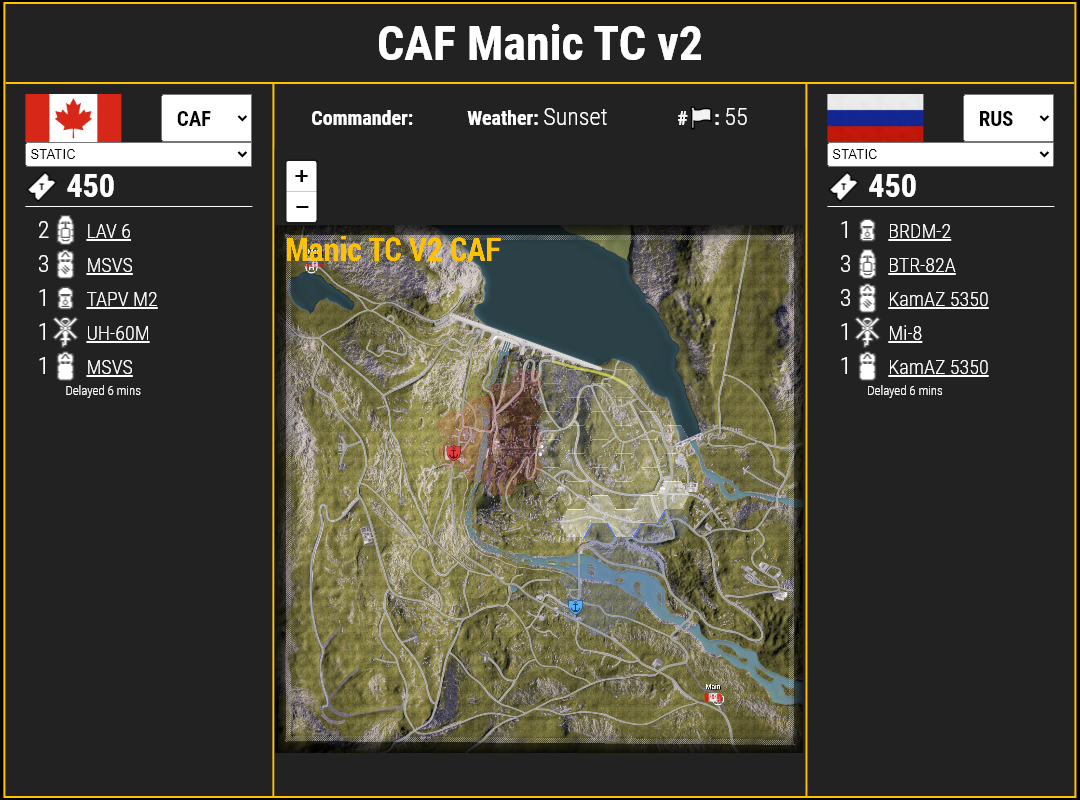 CAF Manic TC v2
CAF
STATIC
450
2 LAV 6
3 MSVS
1 TAPV M2
1 UH-60M
1 MSVS
Delayed 6 mins
Commander:
Weather: Sunset
#: 55
+
−
Manic TC V2 CAF
Main
RUS
STATIC
450
1 BRDM-2
3 BTR-82A
3 KamAZ 5350
1 Mi-8
1 KamAZ 5350
Delayed 6 mins